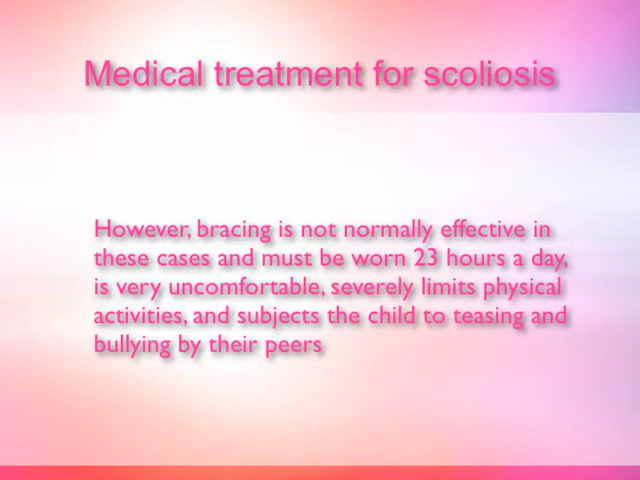 Medical treatment for scoliosis
However, bracing is not normally effective in
these cases and must be worn 23 hours a day,
is very uncomfortable, severely limits physical
activities, and subjects the child to teasing and
bullying by their peers